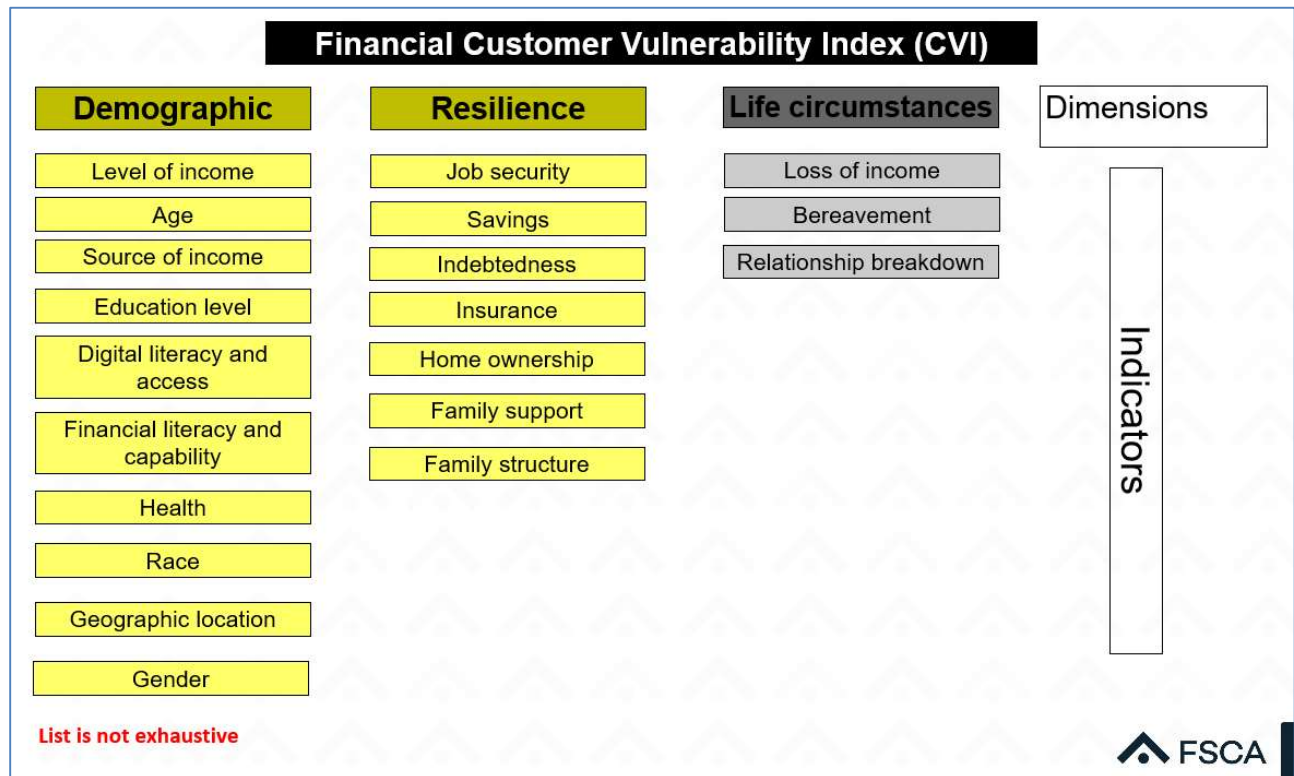 Financial Customer Vulnerability Index (CVI)
Demographic
Level of income
Age
Source of income
Education level
Digital literacy and
access
Financial literacy and
capability
Health
Race
Geographic location
Gender
Resilience
Job security
Savings
Indebtedness
Insurance
Home ownership
Family support
Family structure
Life circumstances
Loss of income
Bereavement
Relationship breakdown
Dimensions
Indicators
List is not exhaustive
FSCA